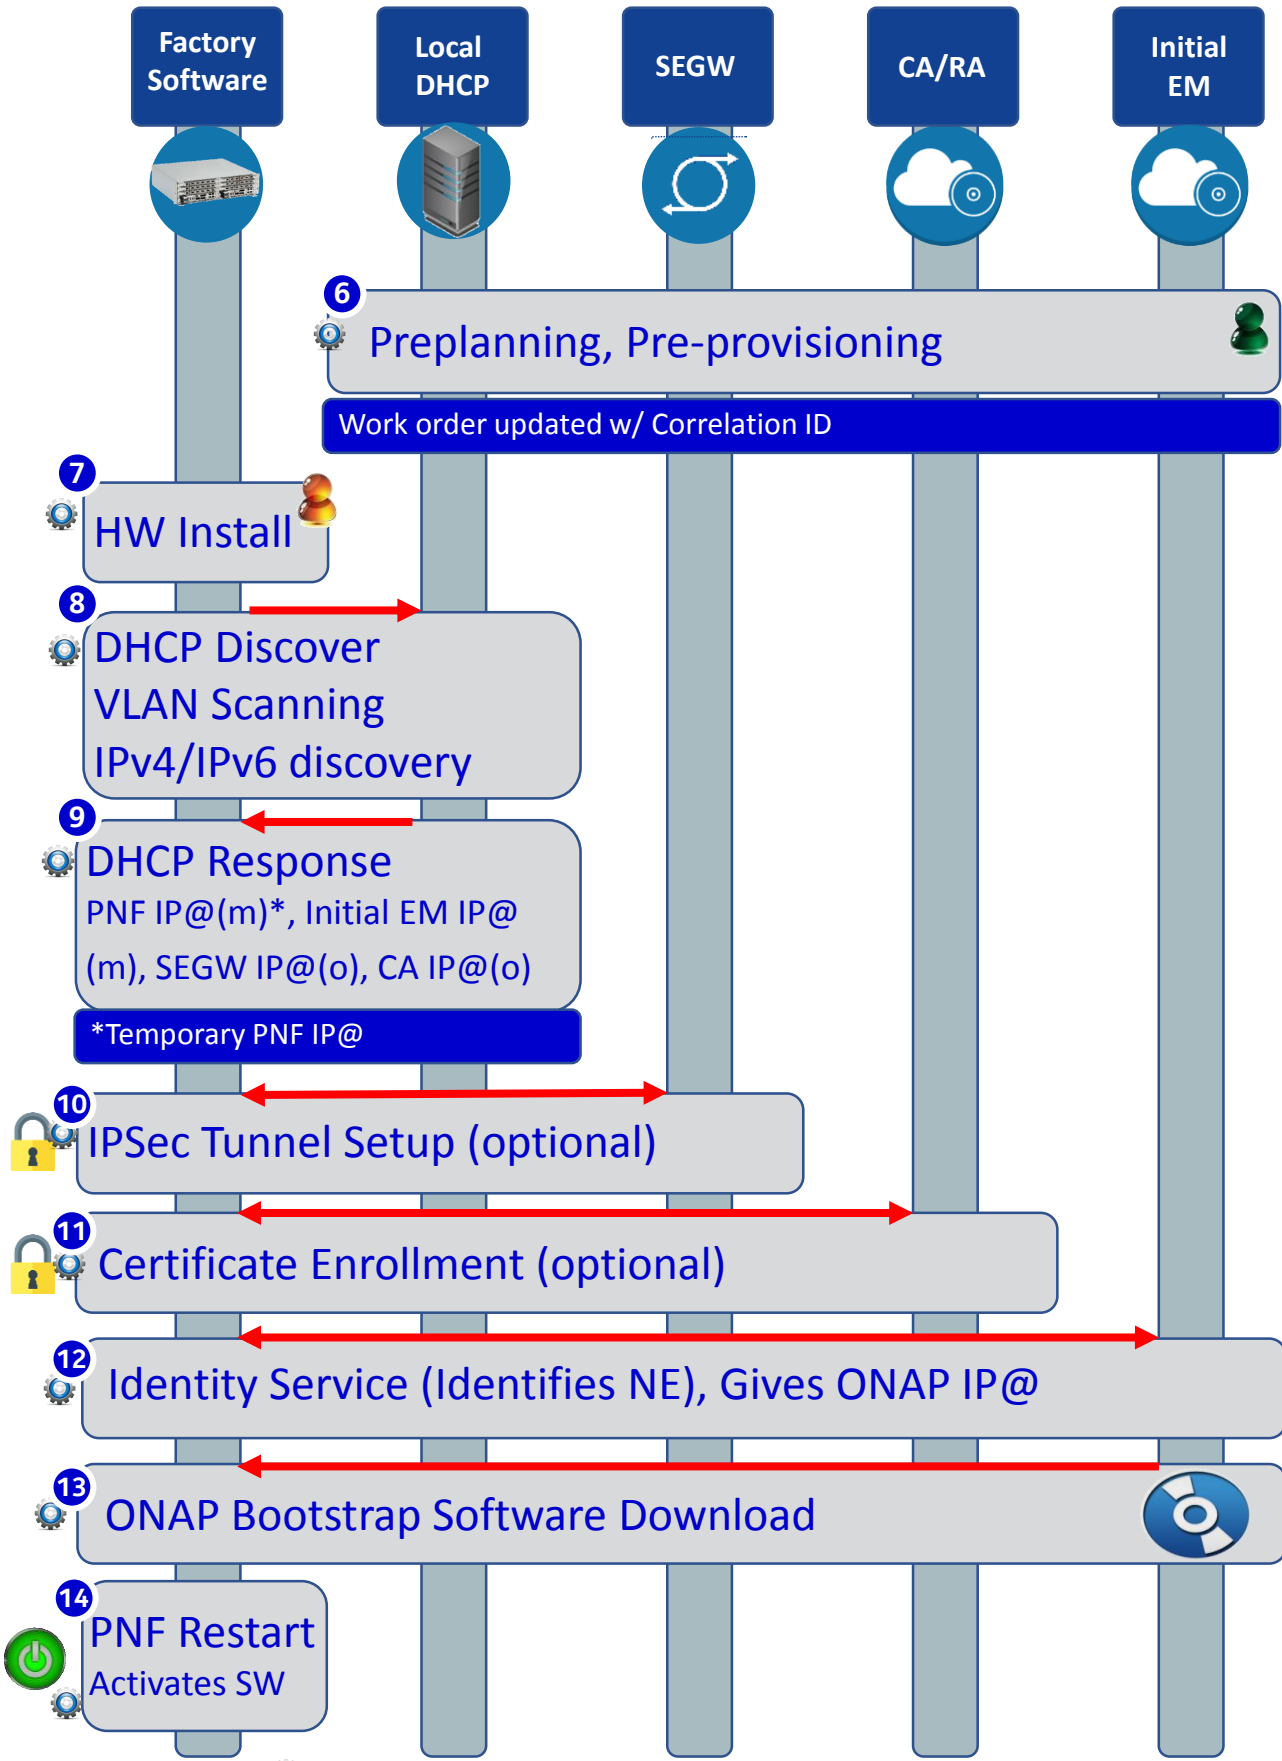 Factory
Software
Local
DHCP
SEGW
CA/RA
Initial
EM
6
Preplanning, Pre-provisioning
Work order updated w/ Correlation ID
7
HW Install
8
DHCP Discover
VLAN Scanning
IPv4/IPv6 discovery
9
DHCP Response
PNF IP@(m)*, Initial EM IP@
(m), SEGW IP@(o), CA IP@(o)
*Temporary PNF IP@
10
IPSec Tunnel Setup (optional)
11
Certificate Enrollment (optional)
12
Identity Service (Identifies NE), Gives ONAP IP@
13
ONAP Bootstrap Software Download
14
PNF Restart
Activates SW